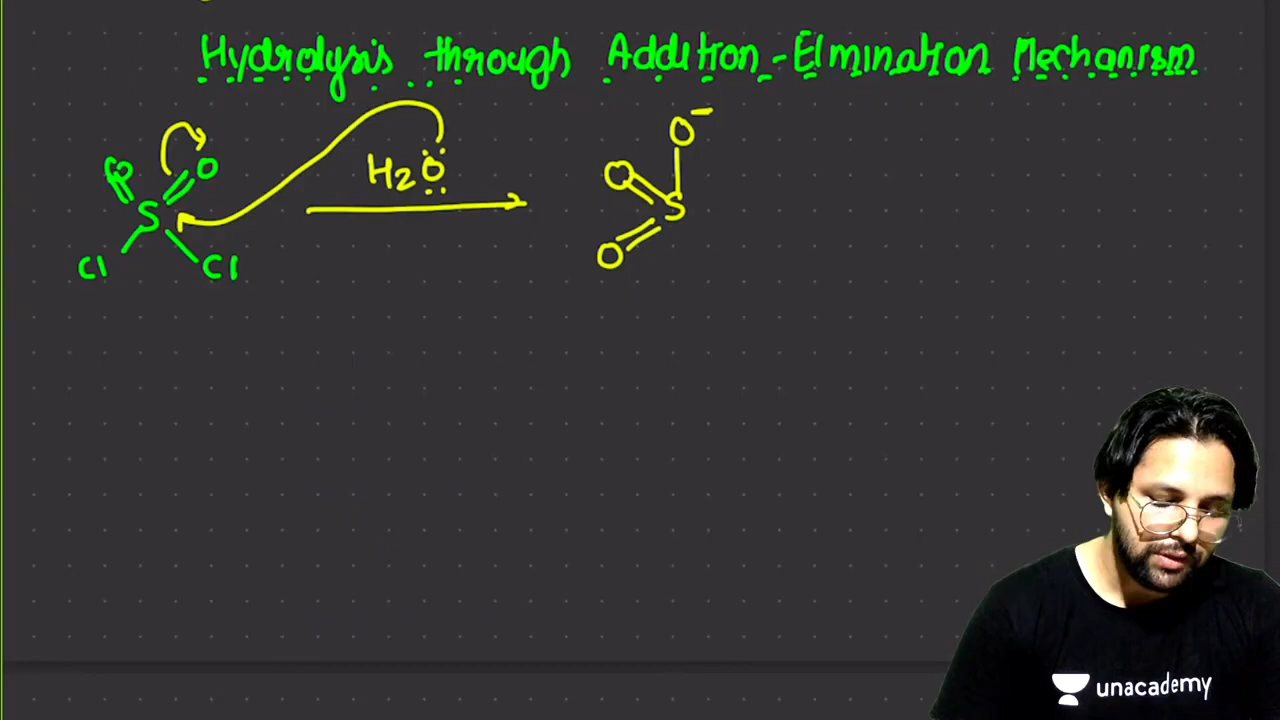 Hydrolysis through Addition-Elimination Mechanism
O O
S
Cl Cl
H2O
O-
O
S
O
unacademy